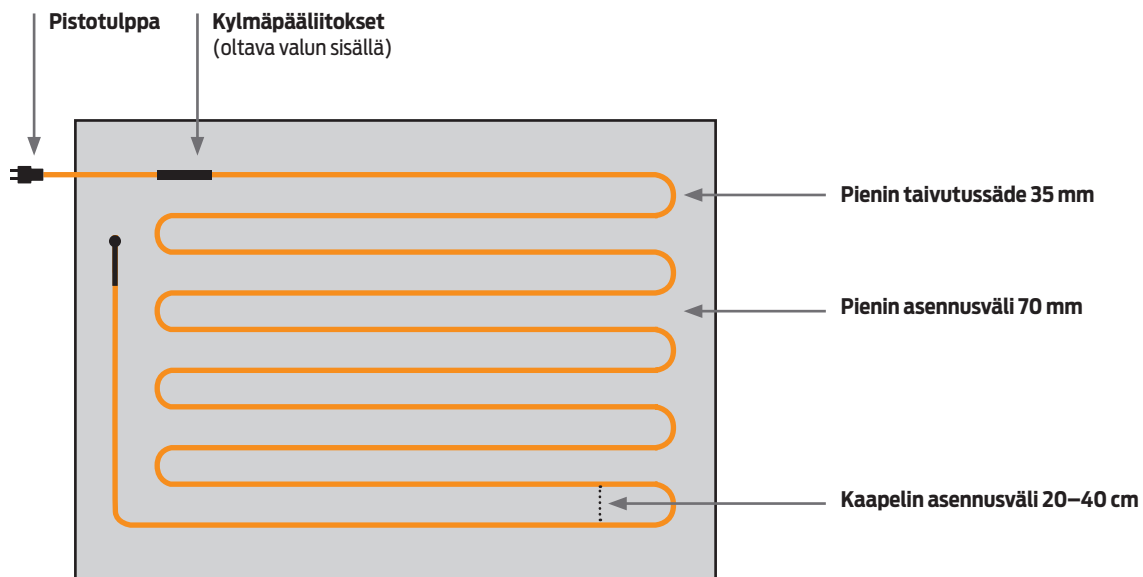 Pistotulppa
Kylmäpääliitokset
(oltava valun sisällä)
Pienin taivutussäde 35 mm
Pienin asennusväli 70 mm
Kaapelin asennusväli 20–40 cm